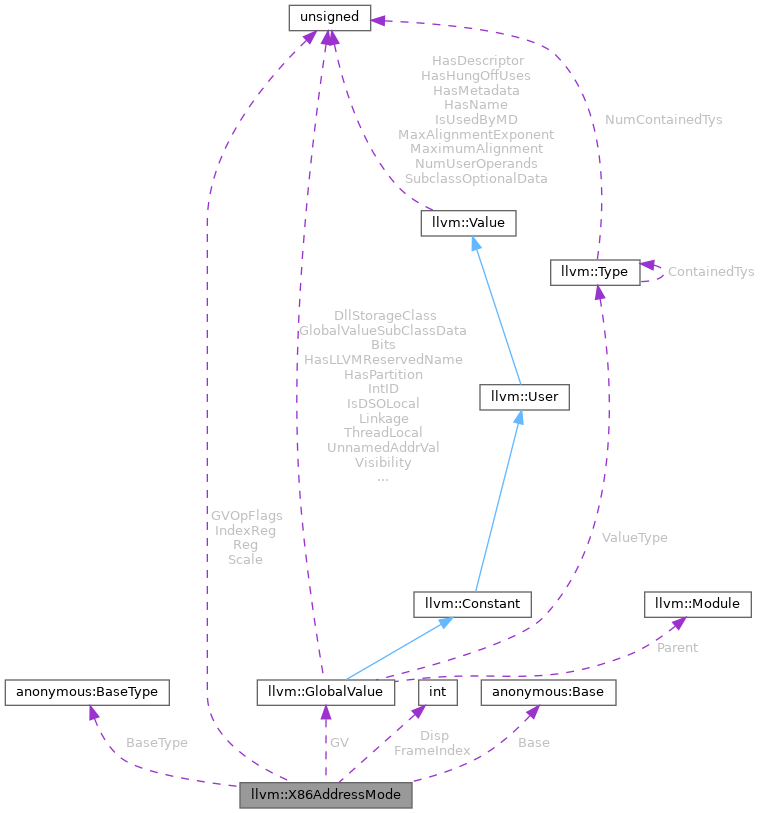 unsigned
HasDescriptor
HasHungOffUses
HasMetadata
HasName
IsUsedByMD
MaxAlignmentExponent
MaximumAlignment
NumUserOperands
SubclassOptionalData
NumContainedTys
llvm::Value
llvm::Type
ContainedTys
DllStorageClass
GlobalValueSubClassData
Bits
HasLLVMReservedName
HasPartition
IntID
IsDSOLocal
Linkage
ThreadLocal
UnnamedAddrVal
Visibility
...
llvm::User
GVOpFlags
IndexReg
Reg
Scale
ValueType
llvm::Constant
llvm::Module
Parent
anonymous:BaseType
llvm::GlobalValue
int
anonymous:Base
BaseType
GV
Disp
FrameIndex
Base
llvm::X86AddressMode